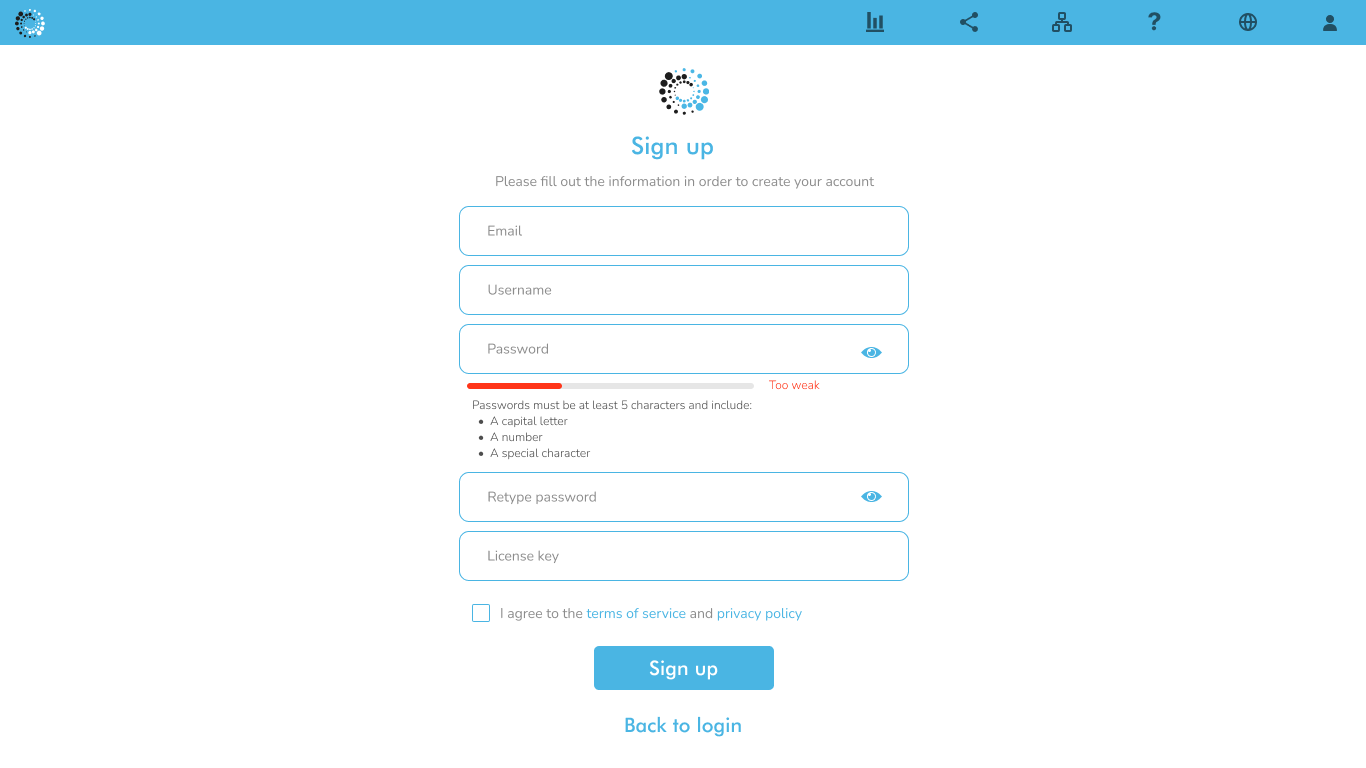 Sign up
Please fill out the information in order to create your account
Email
Username
Password
Too weak
Passwords must be at least 5 characters and include:
• A capital letter
• A number
• A special character
Retype password
License key
I agree to the terms of service and privacy policy
Sign up
Back to login